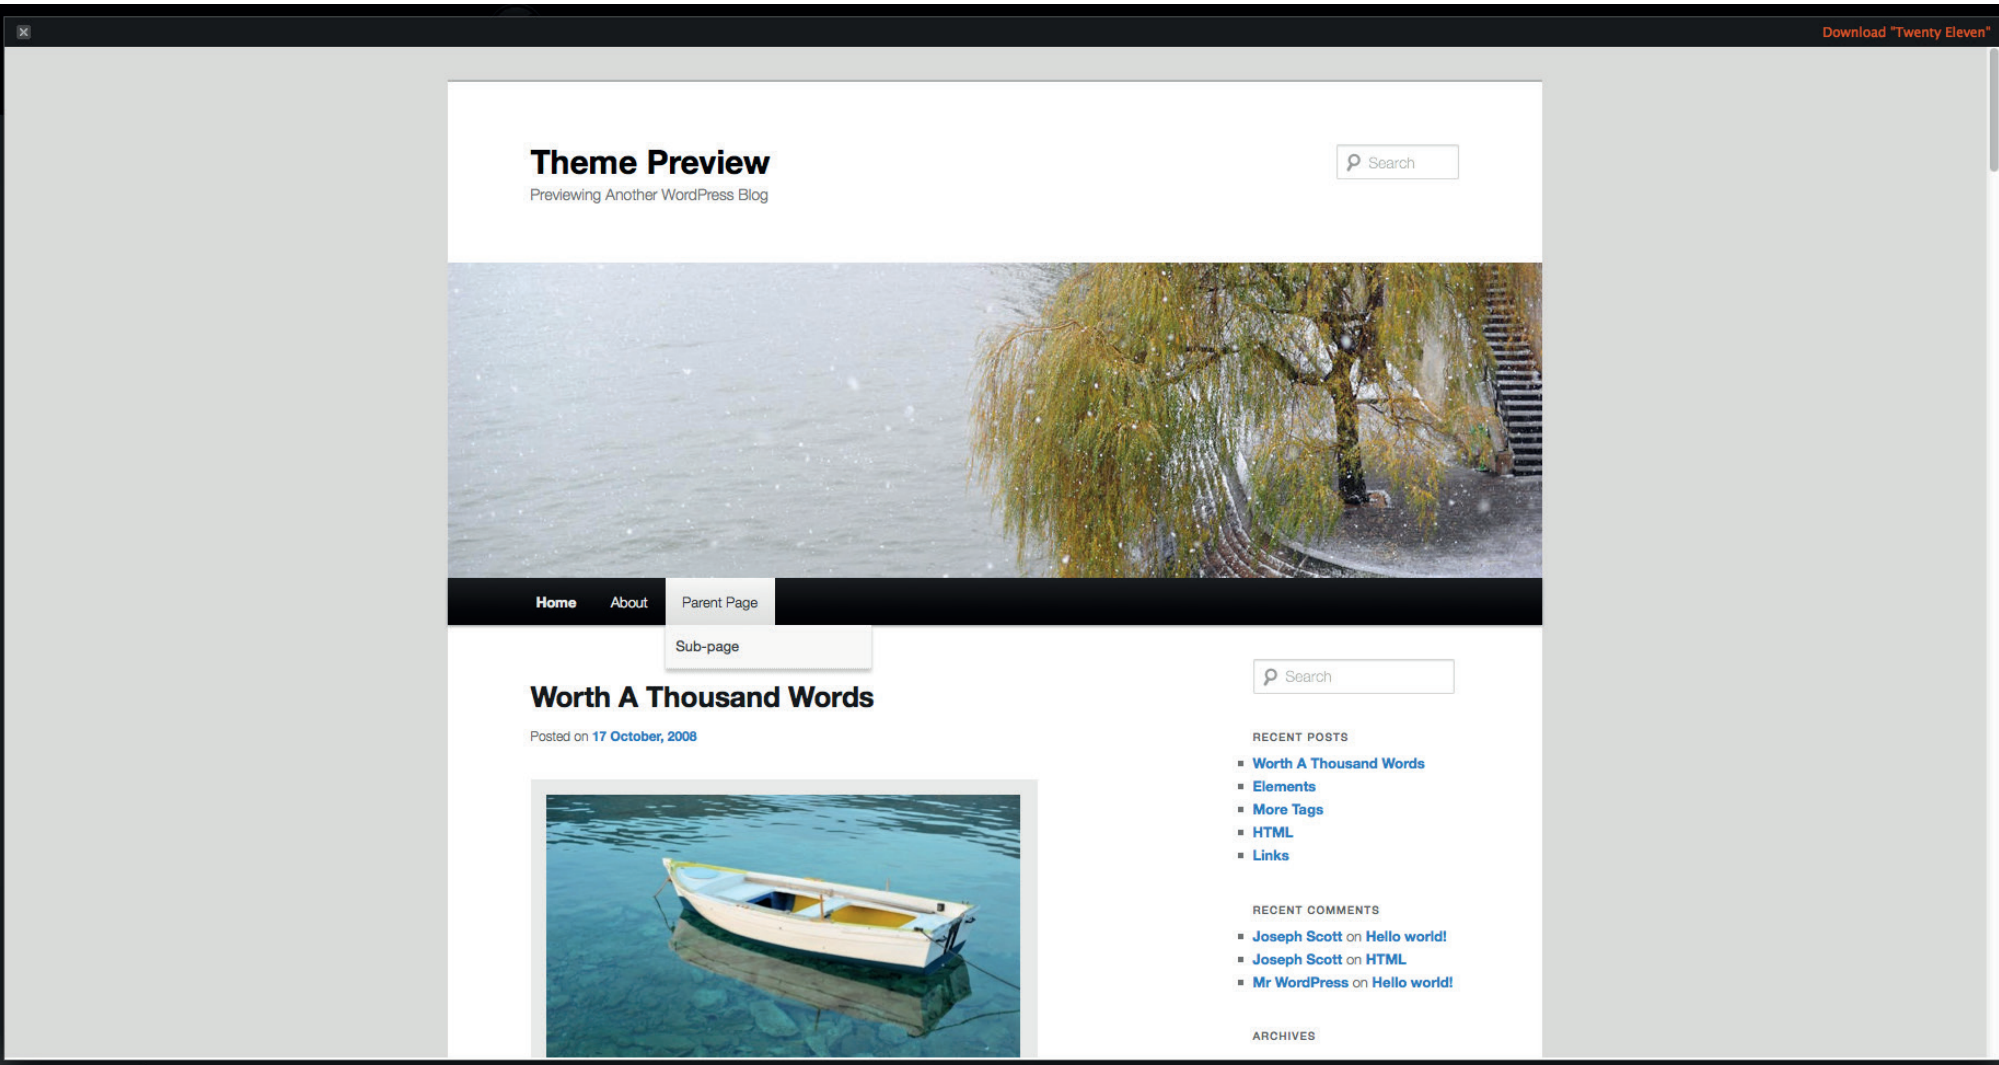 Download "Twenty Eleven"
Theme Preview
Search
Previewing Another WordPress Blog
Home About Parent Page
Sub-page
Worth A Thousand Words
Posted on 17 October, 2008
Search
RECENT POSTS
Worth A Thousand Words
Elements
More Tags
HTML
Links
RECENT COMMENTS
Joseph Scott on Hello world!
Joseph Scott on HTML
Mr WordPress on Hello world!
ARCHIVES